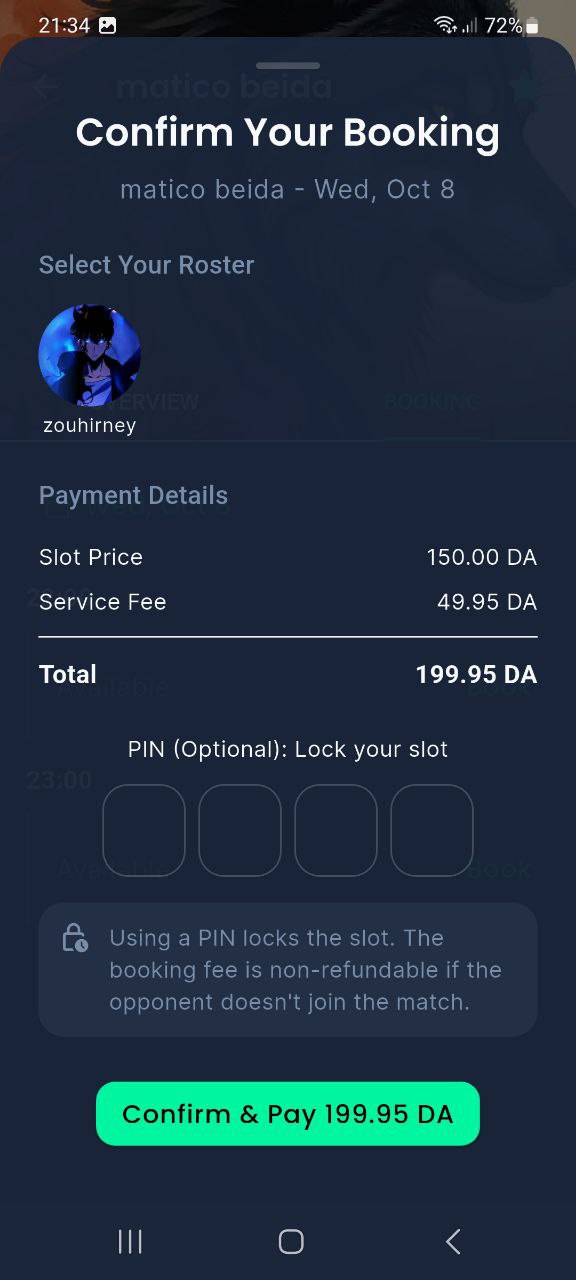 21:34 72%
matico beida
Confirm Your Booking
matico beida - Wed, Oct 8
Select Your Roster
OVERVIEW BOOKING
zouhirney
Payment Details
Slot Price 150.00 DA
Service Fee 49.95 DA
Total 199.95 DA
Available Book
PIN (Optional): Lock your slot
23:00
Available Book
Using a PIN locks the slot. The
booking fee is non-refundable if the
opponent doesn't join the match.
Confirm & Pay 199.95 DA